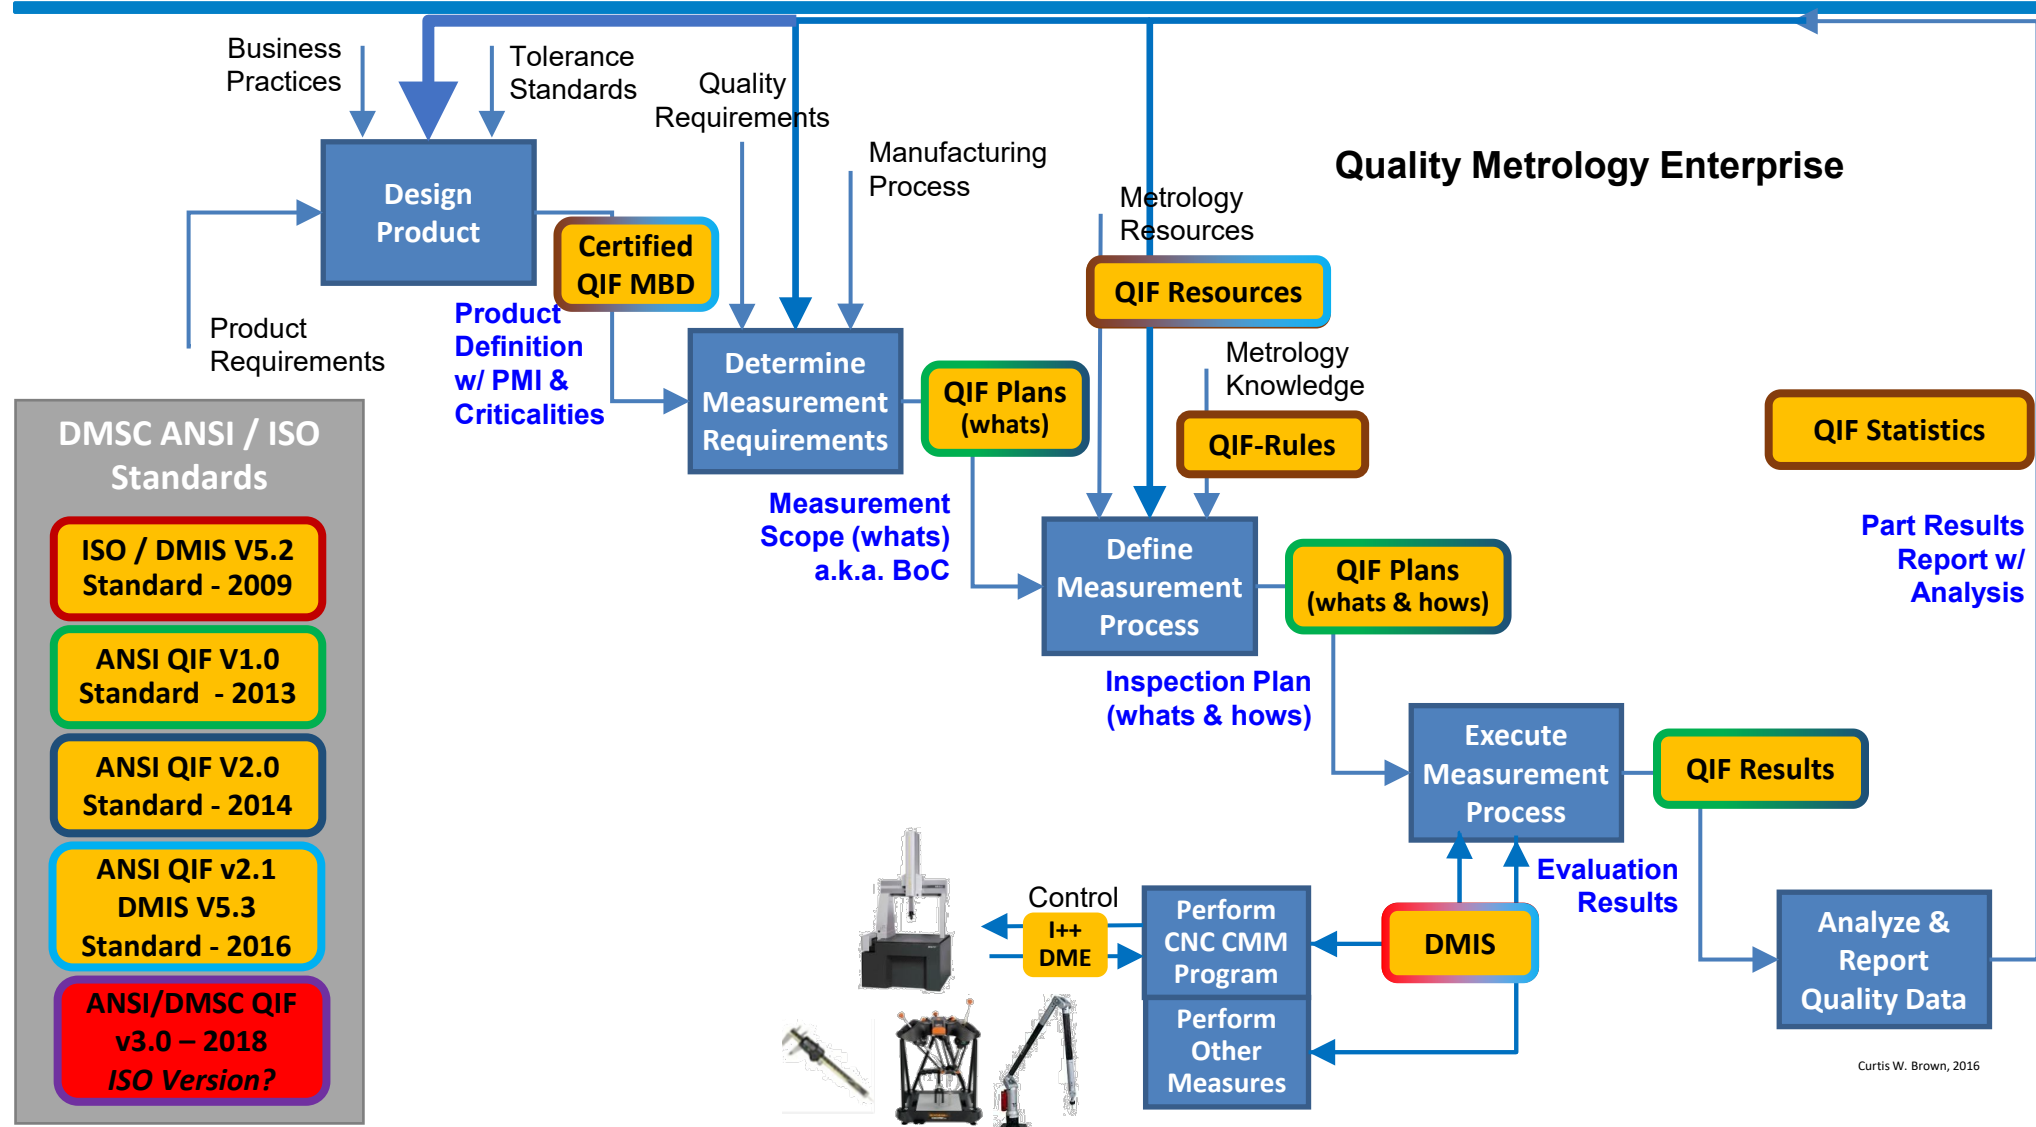 Business
Practices
Tolerance
Standards
Quality
Requirements
Manufacturing
Process
Quality Metrology Enterprise
Design
Product
Certified
QIF MBD
Metrology
Resources
QIF Resources
Product
Requirements
Product
Definition
w/ PMI &
Criticalities
Determine
Measurement
Requirements
QIF Plans
(whats)
Metrology
Knowledge
QIF-Rules
QIF Statistics
DMSC ANSI / ISO
Standards
ISO / DMIS V5.2
Standard - 2009
ANSI QIF V1.0
Standard - 2013
ANSI QIF V2.0
Standard - 2014
ANSI QIF v2.1
DMIS V5.3
Standard - 2016
ANSI/DMSC QIF
v3.0 – 2018
ISO Version?
Measurement
Scope (whats)
a.k.a. BoC
Define
Measurement
Process
QIF Plans
(whats & hows)
Part Results
Report w/
Analysis
Inspection Plan
(whats & hows)
Execute
Measurement
Process
QIF Results
Evaluation
Results
Control
I++
DME
Perform
CNC CMM
Program
DMIS
Perform
Other
Measures
Analyze &
Report
Quality Data
Curtis W. Brown, 2016